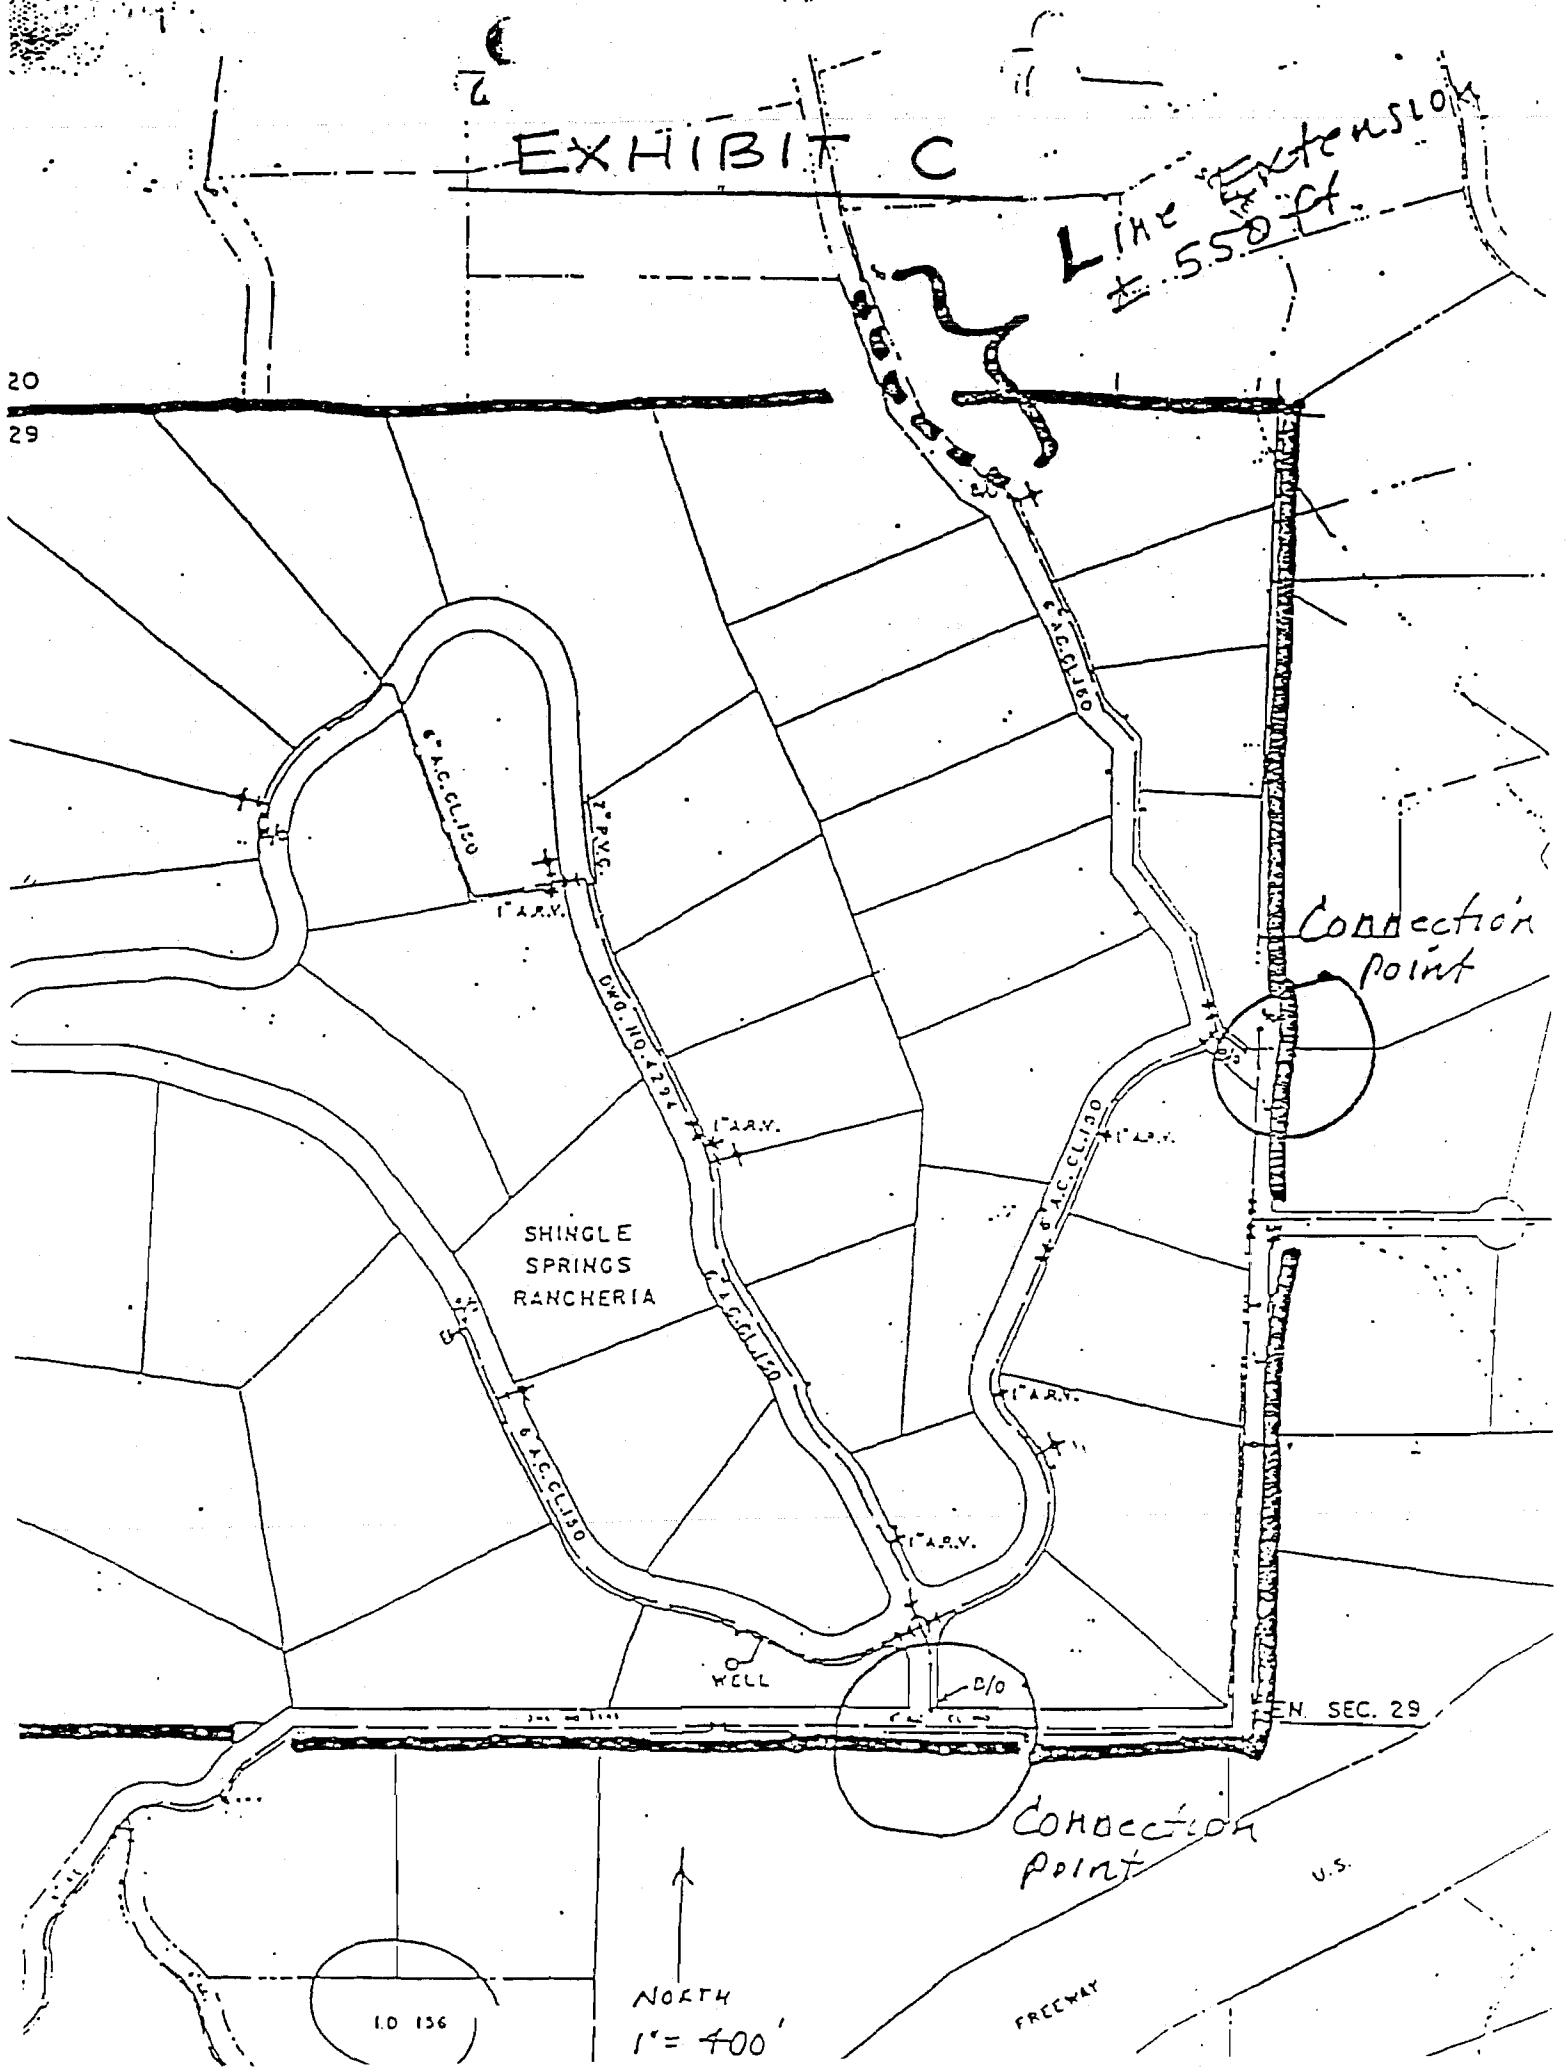 EXHIBIT C
Line Extension
± 550 ft.
20
29
6" A.C. CL.150
6" A.C. CL.150
2" P.V.C.
1" A.R.V.
Connection
Point
DWG. NO. 4294
1" A.R.V.
6" A.C. CL.150
1" A.R.V.
SHINGLE
SPRINGS
RANCHERIA
6" A.C. CL.150
1" A.R.V.
6" A.C. CL.150
1" A.R.V.
WELL
B/O
CEN. SEC. 29
Connection
Point
U.S.
FREEWAY
I.D 136
NORTH
1" = 400'